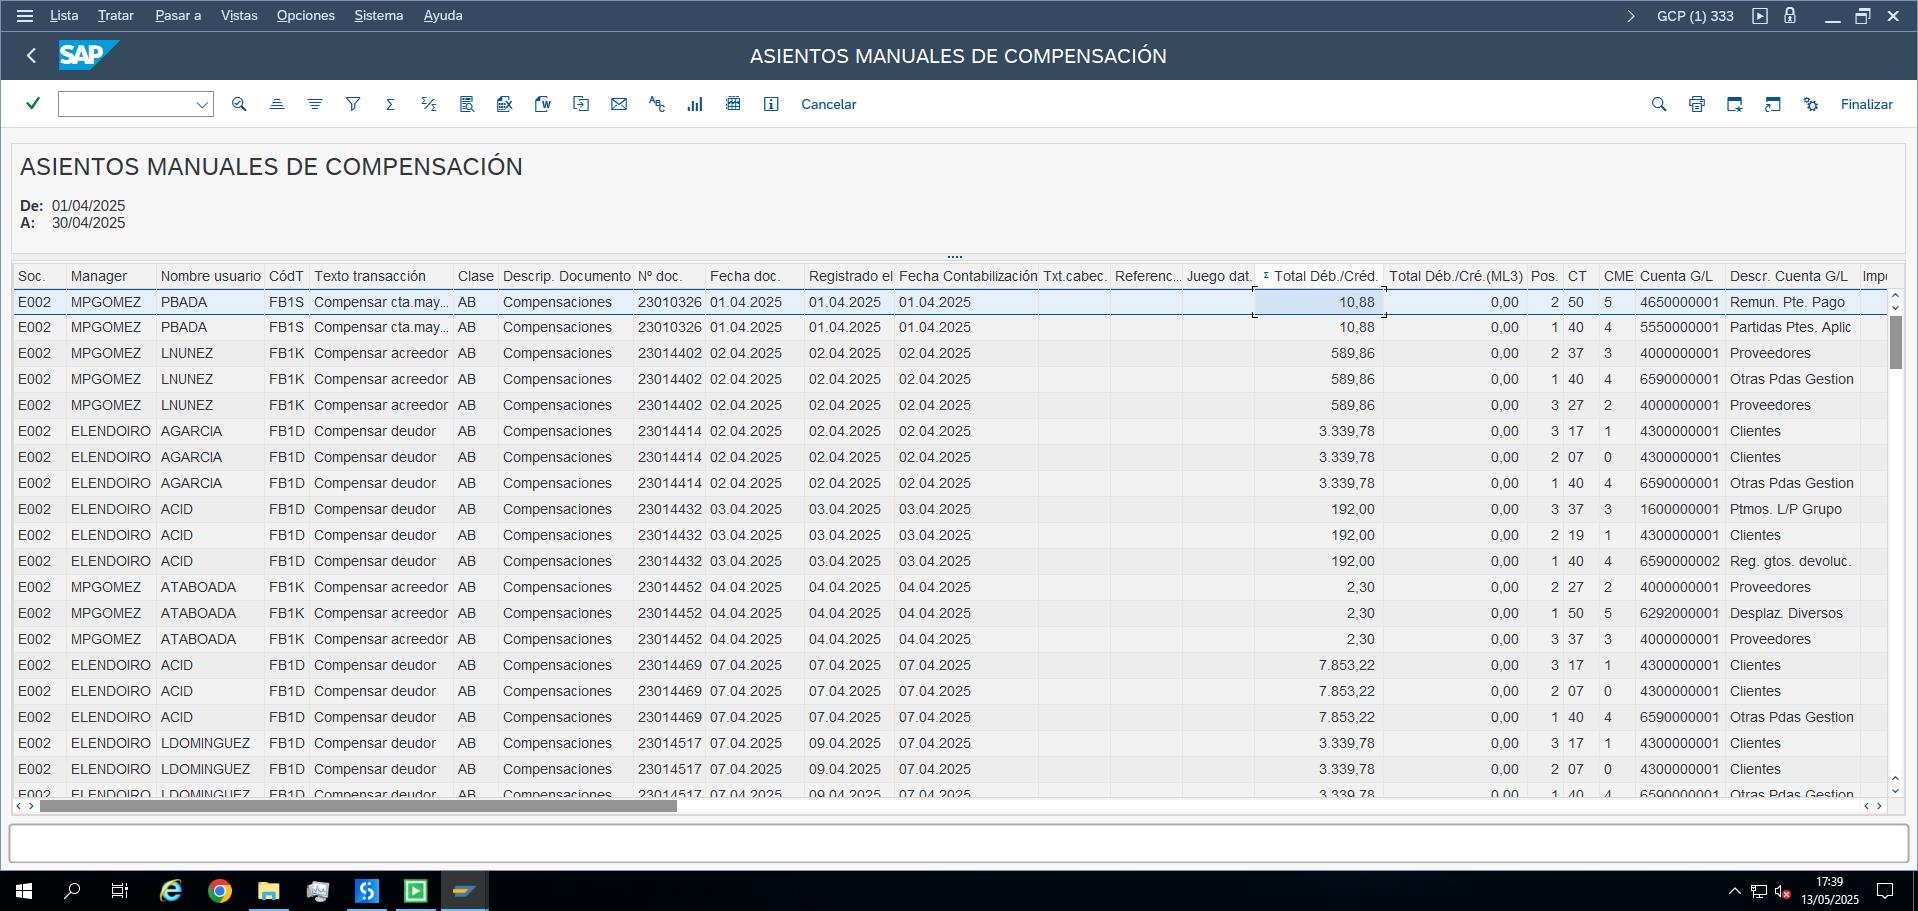 Lista Tratar Pasar a Vistas Opciones Sistema Ayuda GCP (1) 333
SAP ASIENTOS MANUALES DE COMPENSACIÓN
Cancelar Finalizar
ASIENTOS MANUALES DE COMPENSACIÓN
De: 01/04/2025
A: 30/04/2025
Soc. Manager Nombre usuario CódT Texto transacción Clase Descrip. Documento Nº doc. Fecha doc. Registrado el Fecha Contabilización Txt.cabec. Referenc... Juego dat. Σ Total Déb./Créd. Total Déb./Cré.(ML3) Pos. CT CME Cuenta G/L Descr. Cuenta G/L
E002 MPGOMEZ PBADA FB1S Compensar cta.may... AB Compensaciones 23010326 01.04.2025 01.04.2025 01.04.2025 10,88 0,00 2 50 5 4650000001 Remun. Pte. Pago
E002 MPGOMEZ PBADA FB1S Compensar cta.may... AB Compensaciones 23010326 01.04.2025 01.04.2025 01.04.2025 10,88 0,00 1 40 4 5550000001 Partidas Ptes. Aplic
E002 MPGOMEZ LNUNEZ FB1K Compensar acreedor AB Compensaciones 23014402 02.04.2025 02.04.2025 02.04.2025 589,86 0,00 2 37 3 4000000001 Proveedores
E002 MPGOMEZ LNUNEZ FB1K Compensar acreedor AB Compensaciones 23014402 02.04.2025 02.04.2025 02.04.2025 589,86 0,00 1 40 4 6590000001 Otras Pdas Gestion
E002 MPGOMEZ LNUNEZ FB1K Compensar acreedor AB Compensaciones 23014402 02.04.2025 02.04.2025 02.04.2025 589,86 0,00 3 27 2 4000000001 Proveedores
E002 ELENDOIRO AGARCIA FB1D Compensar deudor AB Compensaciones 23014414 02.04.2025 02.04.2025 02.04.2025 3.339,78 0,00 3 17 1 4300000001 Clientes
E002 ELENDOIRO AGARCIA FB1D Compensar deudor AB Compensaciones 23014414 02.04.2025 02.04.2025 02.04.2025 3.339,78 0,00 2 07 0 4300000001 Clientes
E002 ELENDOIRO AGARCIA FB1D Compensar deudor AB Compensaciones 23014414 02.04.2025 02.04.2025 02.04.2025 3.339,78 0,00 1 40 4 6590000001 Otras Pdas Gestion
E002 ELENDOIRO ACID FB1D Compensar deudor AB Compensaciones 23014432 03.04.2025 03.04.2025 03.04.2025 192,00 0,00 3 37 3 1600000001 Ptmos. L/P Grupo
E002 ELENDOIRO ACID FB1D Compensar deudor AB Compensaciones 23014432 03.04.2025 03.04.2025 03.04.2025 192,00 0,00 2 19 1 4300000001 Clientes
E002 ELENDOIRO ACID FB1D Compensar deudor AB Compensaciones 23014432 03.04.2025 03.04.2025 03.04.2025 192,00 0,00 1 40 4 6590000002 Reg. gtos. devoluc.
E002 MPGOMEZ ATABOADA FB1K Compensar acreedor AB Compensaciones 23014452 04.04.2025 04.04.2025 04.04.2025 2,30 0,00 2 27 2 4000000001 Proveedores
E002 MPGOMEZ ATABOADA FB1K Compensar acreedor AB Compensaciones 23014452 04.04.2025 04.04.2025 04.04.2025 2,30 0,00 1 50 5 6292000001 Desplaz. Diversos
E002 MPGOMEZ ATABOADA FB1K Compensar acreedor AB Compensaciones 23014452 04.04.2025 04.04.2025 04.04.2025 2,30 0,00 3 37 3 4000000001 Proveedores
E002 ELENDOIRO ACID FB1D Compensar deudor AB Compensaciones 23014469 07.04.2025 07.04.2025 07.04.2025 7.853,22 0,00 3 17 1 4300000001 Clientes
E002 ELENDOIRO ACID FB1D Compensar deudor AB Compensaciones 23014469 07.04.2025 07.04.2025 07.04.2025 7.853,22 0,00 2 07 0 4300000001 Clientes
E002 ELENDOIRO ACID FB1D Compensar deudor AB Compensaciones 23014469 07.04.2025 07.04.2025 07.04.2025 7.853,22 0,00 1 40 4 6590000001 Otras Pdas Gestion
E002 ELENDOIRO LDOMINGUEZ FB1D Compensar deudor AB Compensaciones 23014517 07.04.2025 09.04.2025 07.04.2025 3.339,78 0,00 3 17 1 4300000001 Clientes
E002 ELENDOIRO LDOMINGUEZ FB1D Compensar deudor AB Compensaciones 23014517 07.04.2025 09.04.2025 07.04.2025 3.339,78 0,00 2 07 0 4300000001 Clientes
E002 ELENDOIRO LDOMINGUEZ FB1D Compensar deudor AB Compensaciones 23014517 07.04.2025 09.04.2025 07.04.2025 3.339,78 0,00 1 40 4 6590000001 Otras Pdas Gestion
17:39
13/05/2025